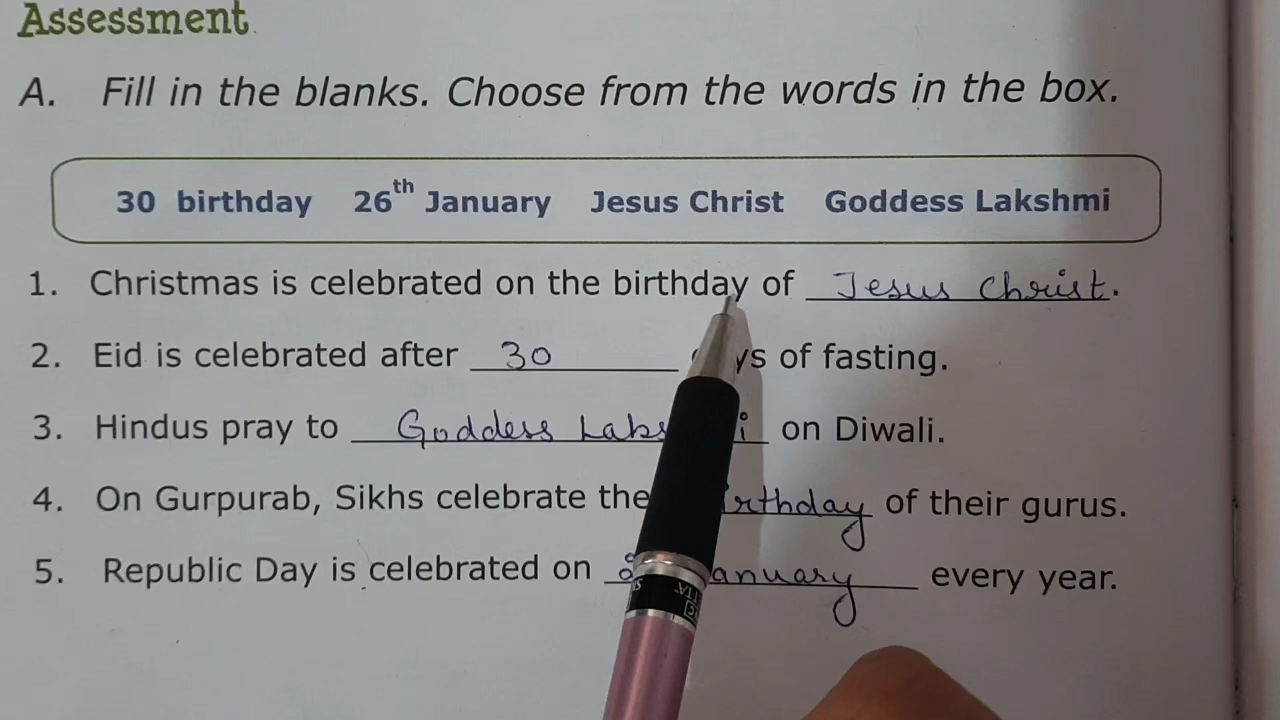 Assessment
A. Fill in the blanks. Choose from the words in the box.
30 birthday 26th January Jesus Christ Goddess Lakshmi
1. Christmas is celebrated on the birthday of Jesus Christ.
2. Eid is celebrated after 30 of fasting.
3. Hindus pray to Goddess on Diwali.
4. On Gurpurab, Sikhs celebrate the of their gurus.
5. Republic Day is celebrated on every year.